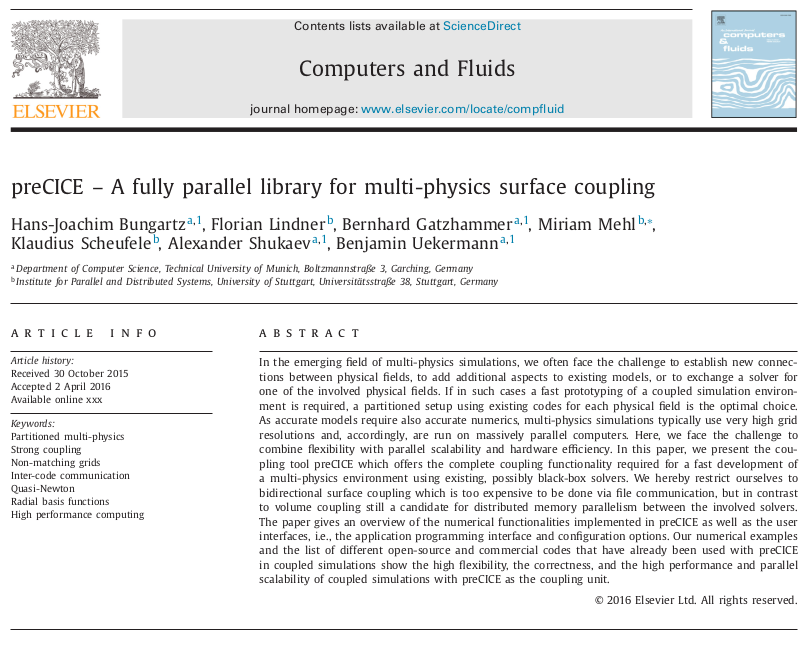 Contents lists available at ScienceDirect
Computers and Fluids
journal homepage: www.elsevier.com/locate/compfluid
ELSEVIER
computers
&
fluids
preCICE – A fully parallel library for multi-physics surface coupling
Hans-Joachim Bungartz a,1, Florian Lindner b, Bernhard Gatzhammer a,1, Miriam Mehl b,*,
Klaudius Scheufele b, Alexander Shukaev a,1, Benjamin Uekermann a,1
a Department of Computer Science, Technical University of Munich, Boltzmannstraße 3, Garching, Germany
b Institute for Parallel and Distributed Systems, University of Stuttgart, Universitätsstraße 38, Stuttgart, Germany
ARTICLE INFO
Article history:
Received 30 October 2015
Accepted 2 April 2016
Available online xxx
Keywords:
Partitioned multi-physics
Strong coupling
Non-matching grids
Inter-code communication
Quasi-Newton
Radial basis functions
High performance computing
ABSTRACT
In the emerging field of multi-physics simulations, we often face the challenge to establish new connec-
tions between physical fields, to add additional aspects to existing models, or to exchange a solver for
one of the involved physical fields. If in such cases a fast prototyping of a coupled simulation environ-
ment is required, a partitioned setup using existing codes for each physical field is the optimal choice.
As accurate models require also accurate numerics, multi-physics simulations typically use very high grid
resolutions and, accordingly, are run on massively parallel computers. Here, we face the challenge to
combine flexibility with parallel scalability and hardware efficiency. In this paper, we present the cou-
pling tool preCICE which offers the complete coupling functionality required for a fast development of
a multi-physics environment using existing, possibly black-box solvers. We hereby restrict ourselves to
bidirectional surface coupling which is too expensive to be done via file communication, but in contrast
to volume coupling still a candidate for distributed memory parallelism between the involved solvers.
The paper gives an overview of the numerical functionalities implemented in preCICE as well as the user
interfaces, i.e., the application programming interface and configuration options. Our numerical examples
and the list of different open-source and commercial codes that have already been used with preCICE
in coupled simulations show the high flexibility, the correctness, and the high performance and parallel
scalability of coupled simulations with preCICE as the coupling unit.
© 2016 Elsevier Ltd. All rights reserved.